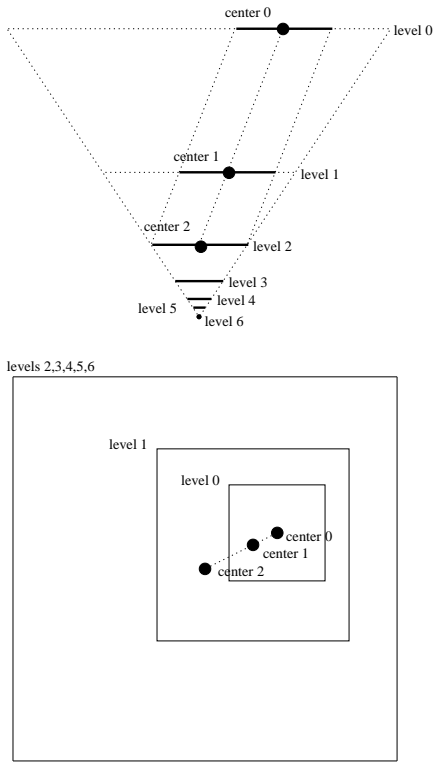 center 0
level 0
center 1
level 1
center 2
level 2
level 3
level 4
level 5
level 6
levels 2,3,4,5,6
level 1
level 0
center 0
center 1
center 2